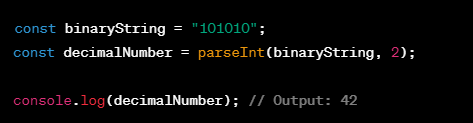 const binaryString = "101010";
const decimalNumber = parseInt(binaryString, 2);
console.log(decimalNumber); // Output: 42